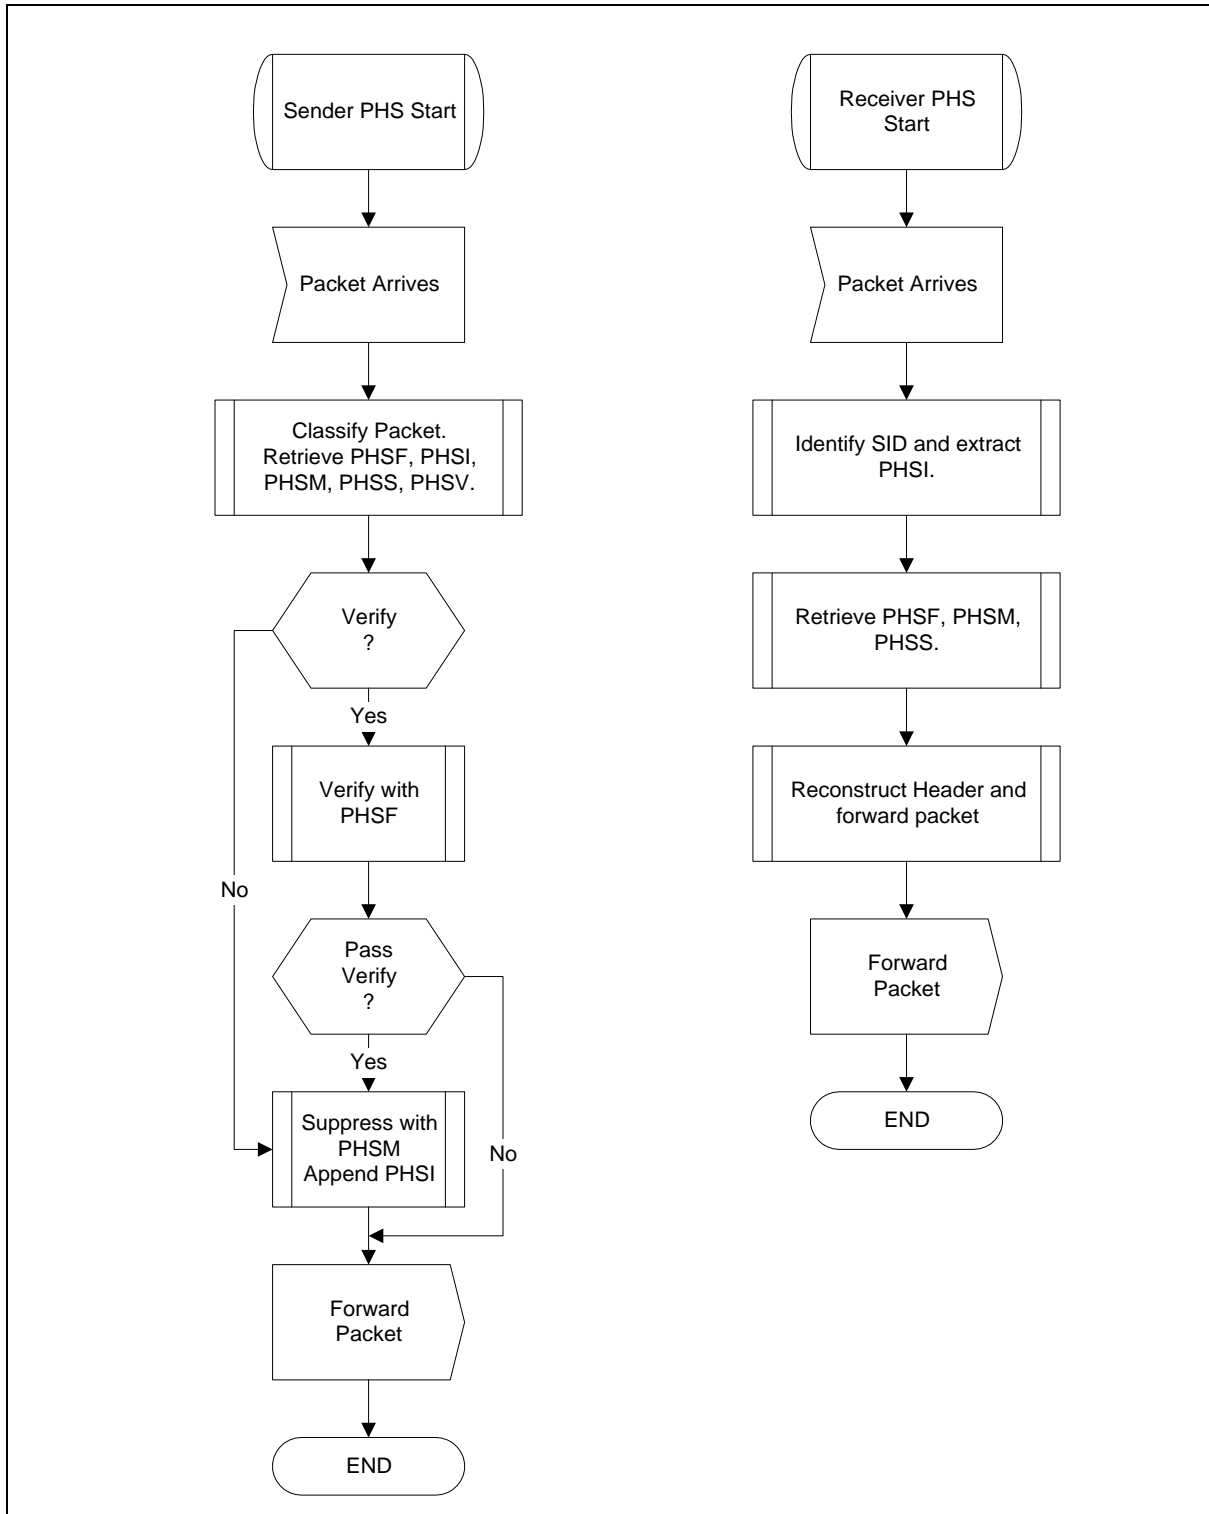 Sender PHS Start
Packet Arrives
Classify Packet.
Retrieve PHSF, PHSI,
PHSM, PHSS, PHSV.
Verify
?
Yes
Verify with
PHSF
No
Pass
Verify
?
Yes
Suppress with
PHSM
Append PHSI
No
Forward
Packet
END
Receiver PHS
Start
Packet Arrives
Identify SID and extract
PHSI.
Retrieve PHSF, PHSM,
PHSS.
Reconstruct Header and
forward packet
Forward
Packet
END